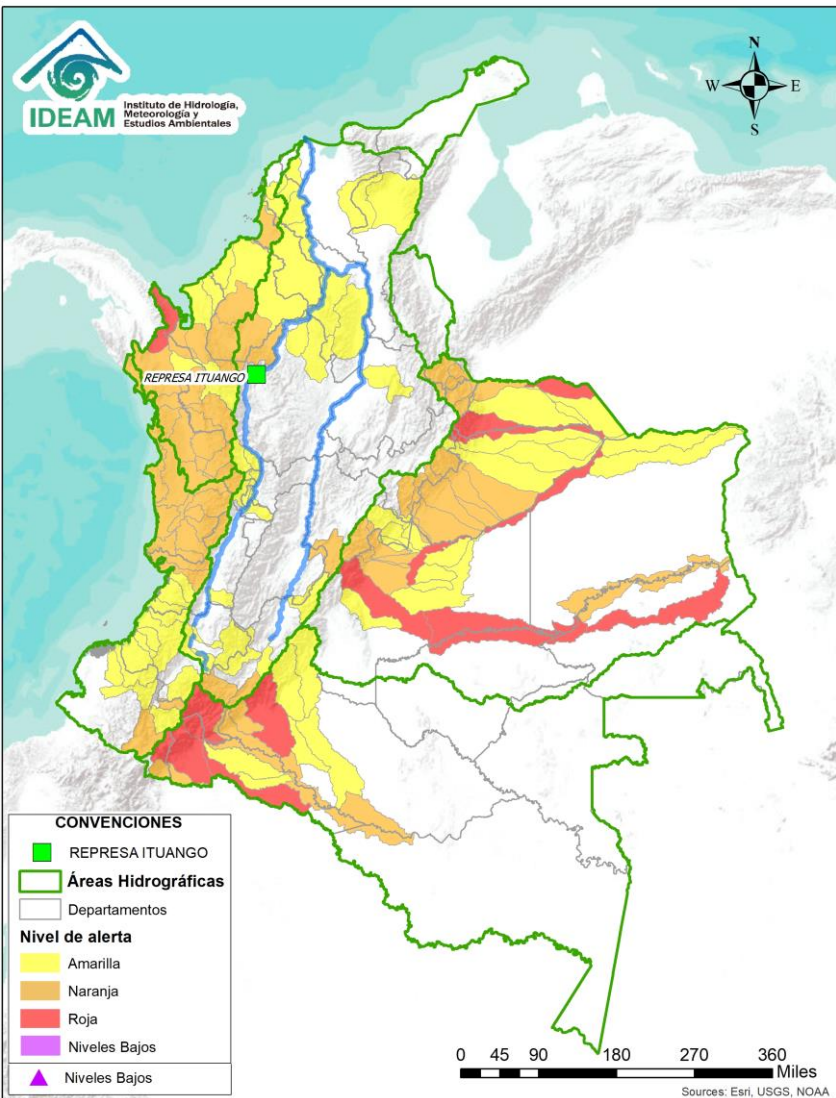 IDEAM
Instituto de Hidrología,
Meteorología y
Estudios Ambientales
N
W
E
S
REPRESA ITUANGO
CONVENCIONES
REPRESA ITUANGO
Áreas Hidrográficas
Departamentos
Nivel de alerta
Amarilla
Naranja
Roja
Niveles Bajos
Niveles Bajos
0 45 90 180 270 360
Miles
Sources: Esri, USGS, NOAA